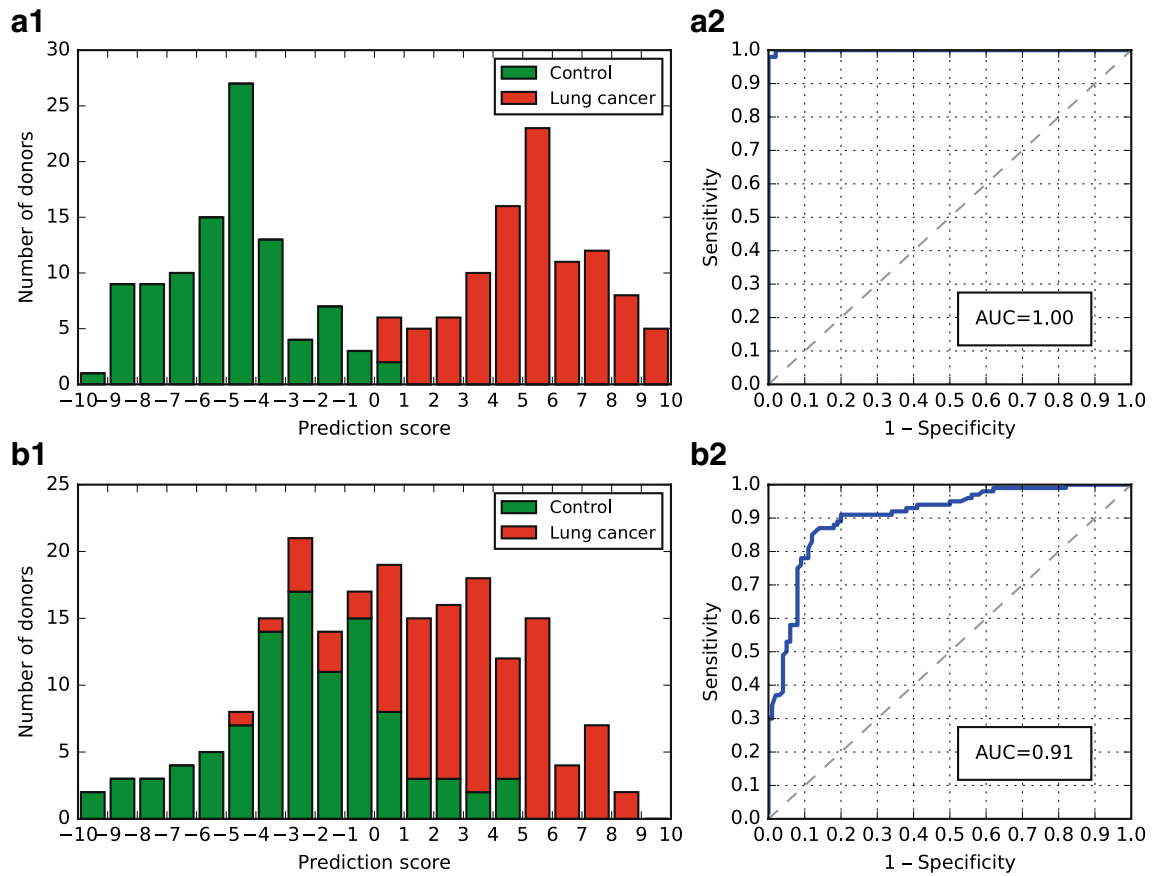 a1
a2
30
25
20
15
10
5
0
Number of donors
Control
Lung cancer
−10 −9 −8 −7 −6 −5 −4 −3 −2 −1 0 1 2 3 4 5 6 7 8 9 10
Prediction score
1.0
0.9
0.8
0.7
0.6
0.5
0.4
0.3
0.2
0.1
0.0
Sensitivity
AUC=1.00
0.0 0.1 0.2 0.3 0.4 0.5 0.6 0.7 0.8 0.9 1.0
1 − Specificity
b1
b2
25
20
15
10
5
0
Number of donors
Control
Lung cancer
−10 −9 −8 −7 −6 −5 −4 −3 −2 −1 0 1 2 3 4 5 6 7 8 9 10
Prediction score
1.0
0.9
0.8
0.7
0.6
0.5
0.4
0.3
0.2
0.1
0.0
Sensitivity
AUC=0.91
0.0 0.1 0.2 0.3 0.4 0.5 0.6 0.7 0.8 0.9 1.0
1 − Specificity